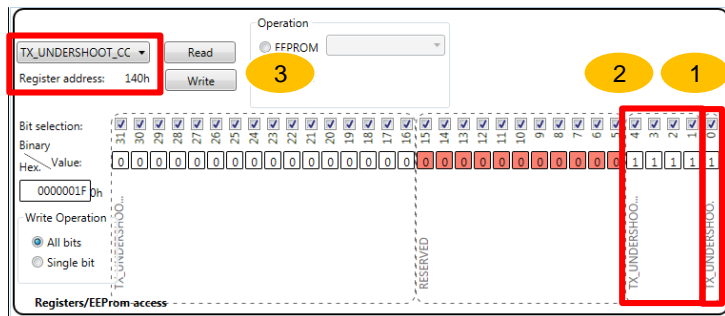 Operation
TX_UNDERSHOOT_CC
Read
EEPROM
3
2
1
Register address: 140h
Write
Bit selection:
31 30 29 28 27 26 25 24 23 22 21 20 19 18 17 16 15 14 13 12 11 10 9 8 7 6 5 4 3 2 1 0
Binary
Hex. Value:
0 0 0 0 0 0 0 0 0 0 0 0 0 0 0 0 0 0 0 0 0 0 0 0 0 0 0 1 1 1 1 1
0000001F 0h
Write Operation
All bits
Single bit
TX_UNDERSHOO...
RESERVED
TX_UNDERSHOO...
TX_UNDERSHOO.
Registers/EEProm access